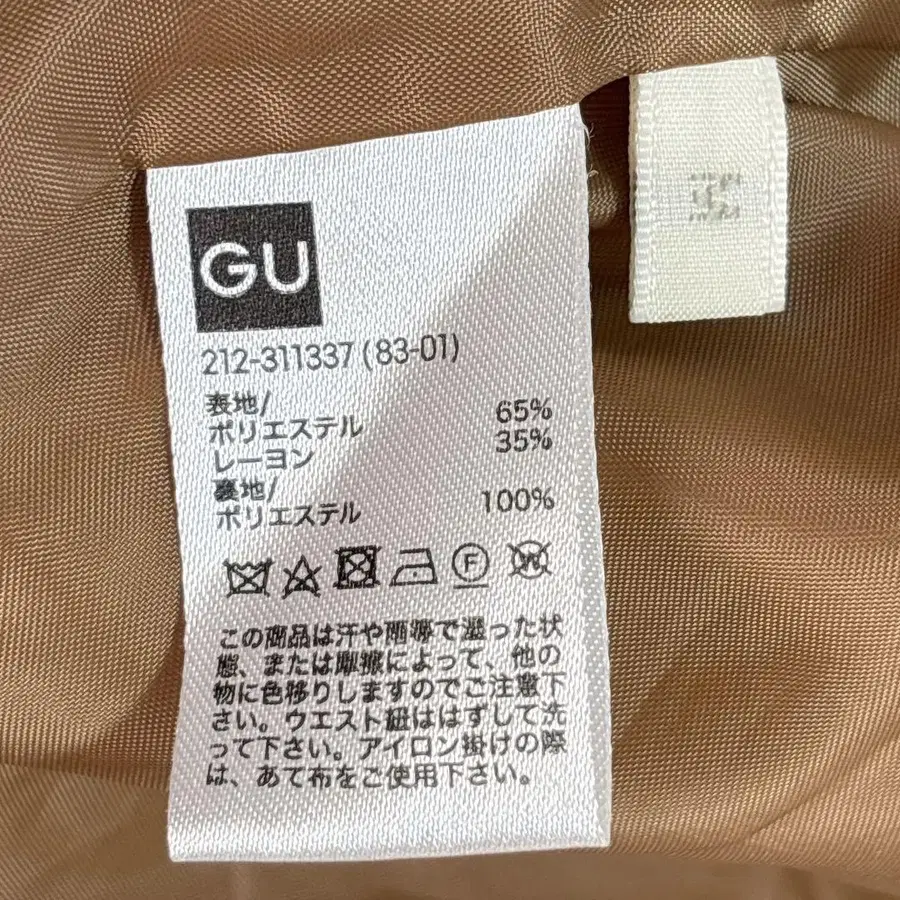 GU
212-311337 (83-01)
表地/
ポリエステル 65%
レーヨン 35%
裏地/
ポリエステル 100%
F
W
この商品は汗や雨等で湿った状
態、または摩擦によって、他の
物に色移りしますのでご注意下
さい。ウエスト紐ははずして洗
って下さい。アイロン掛けの際
は、あて布をご使用下さい。